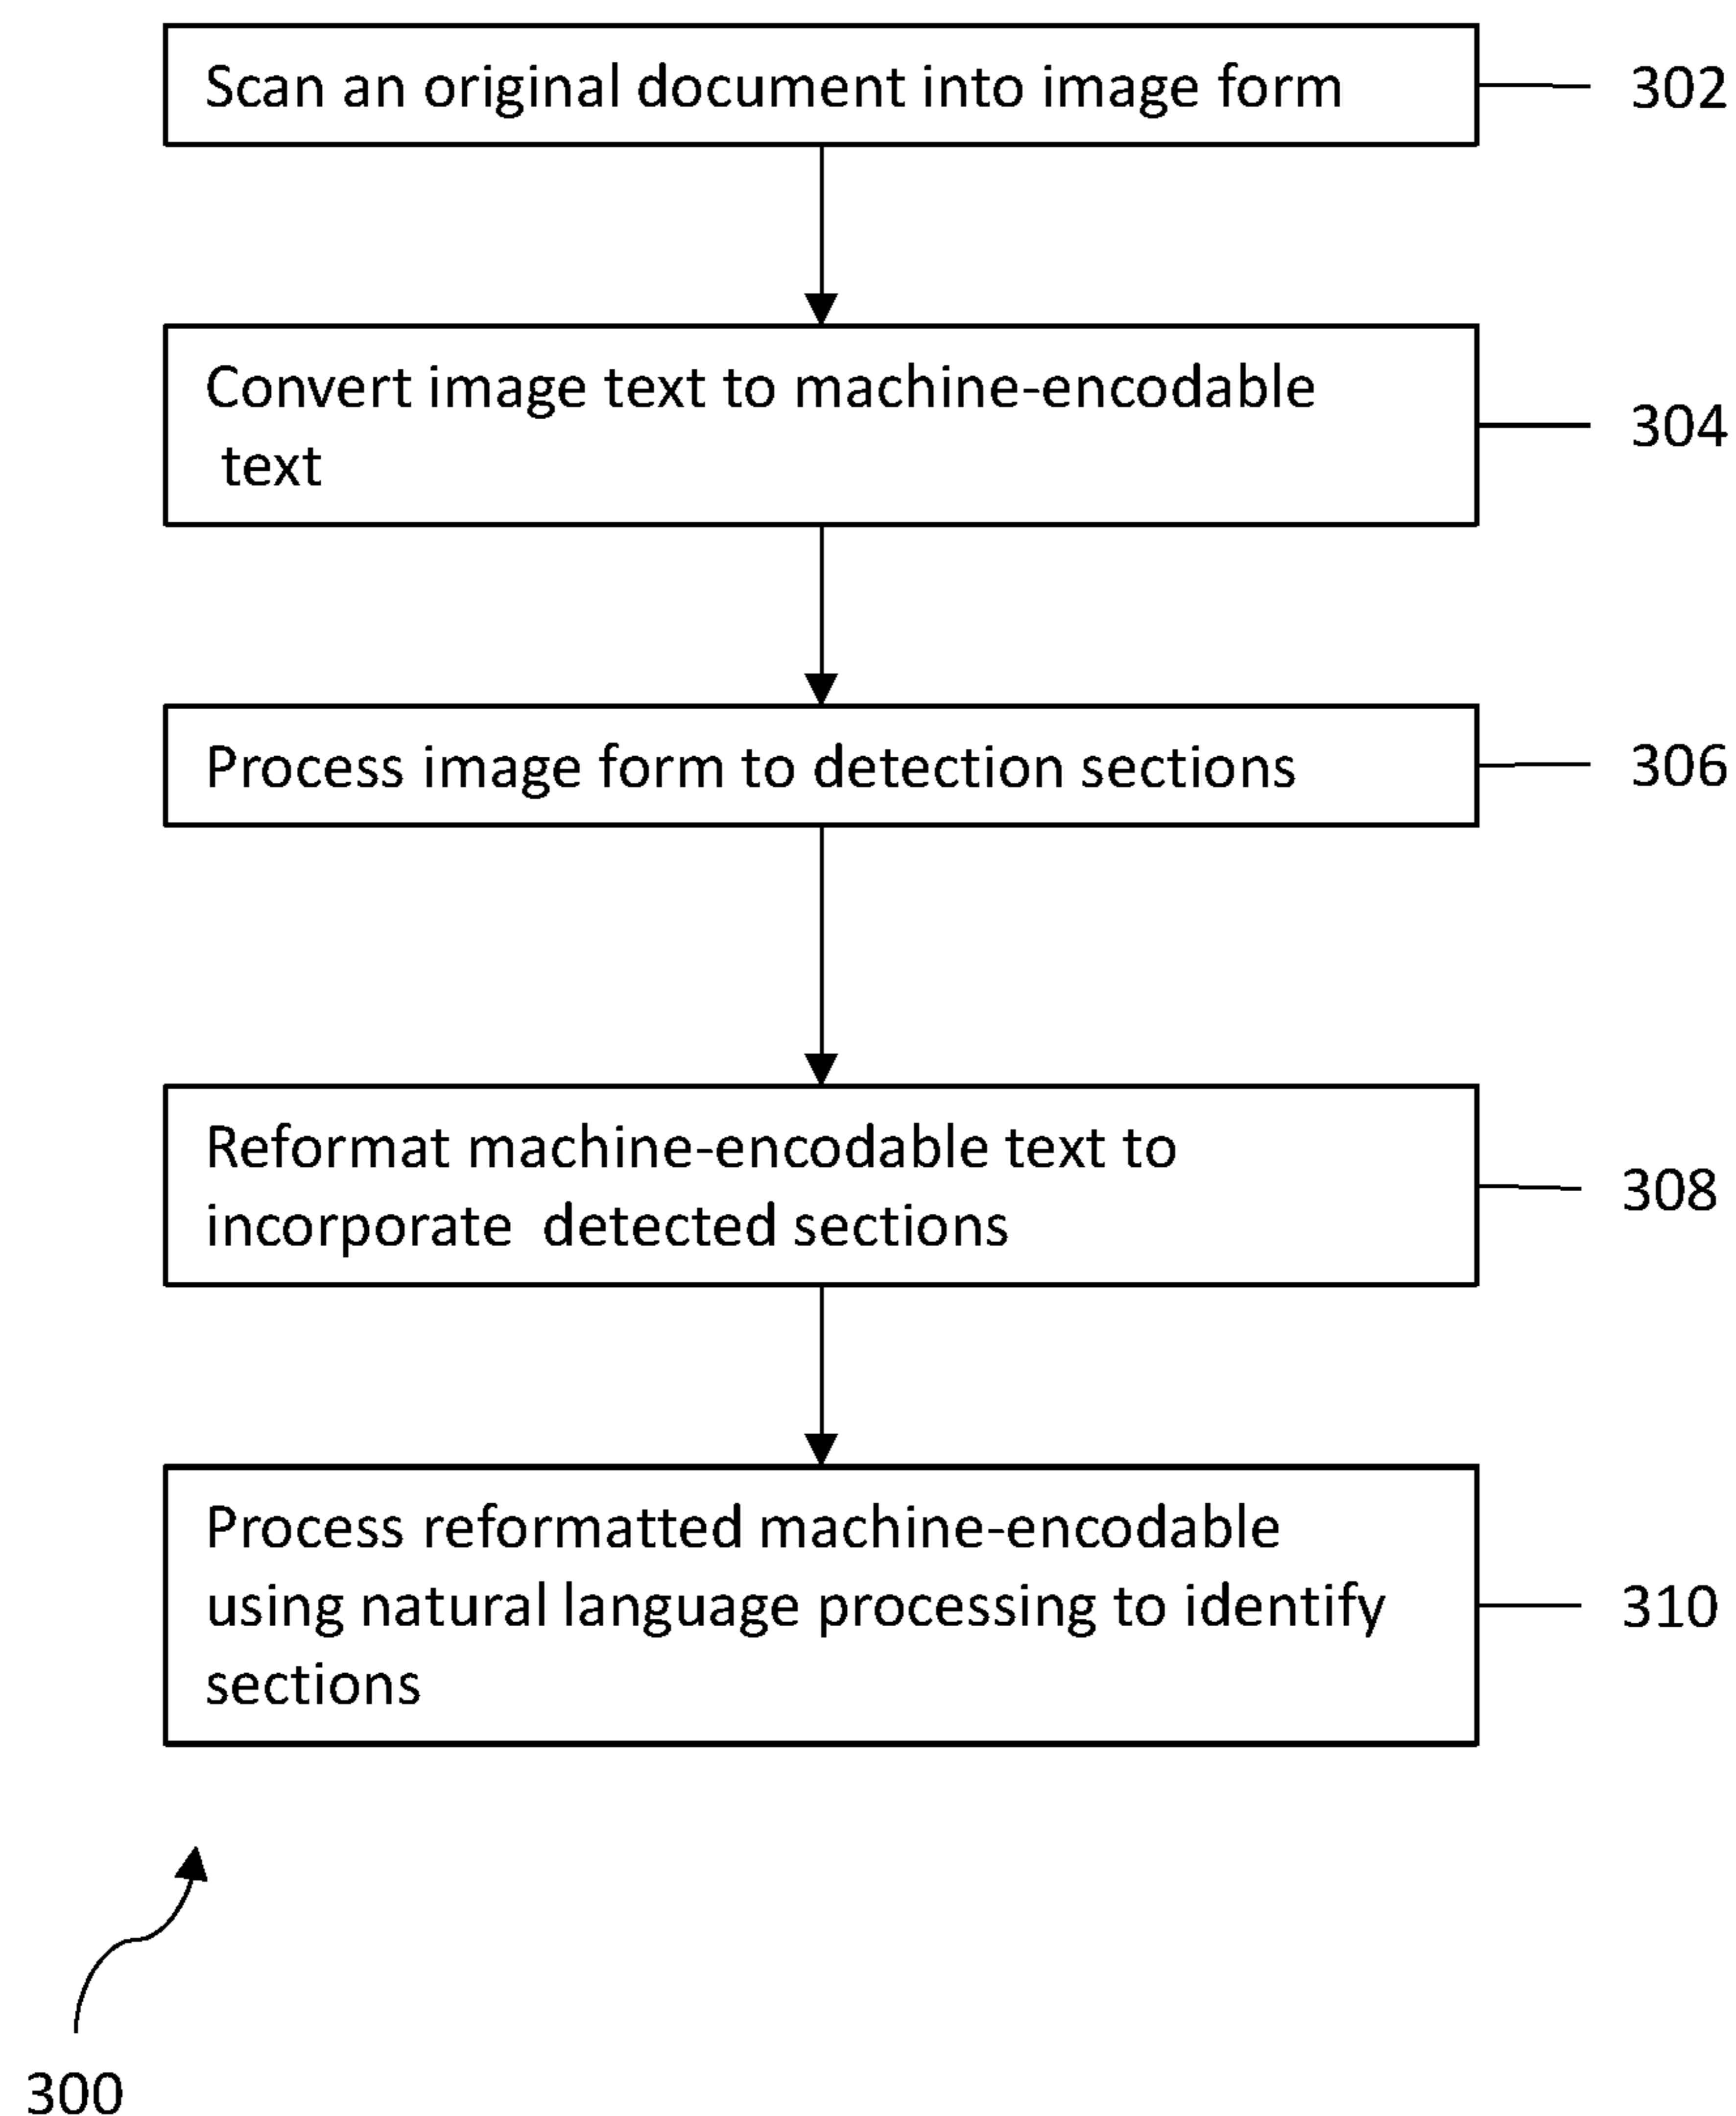 Scan an original document into image form
302
Convert image text to machine-encodable
text
304
Process image form to detection sections
306
Reformat machine-encodable text to
incorporate detected sections
308
Process reformatted machine-encodable
using natural language processing to identify
sections
310
300